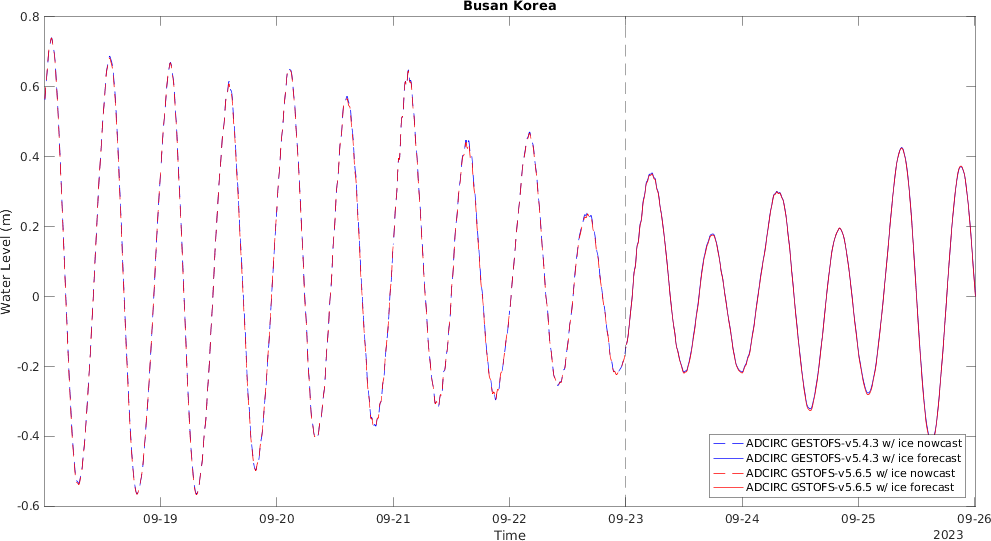 Busan Korea
0.8
0.6
0.4
0.2
0
-0.2
-0.4
-0.6
Water Level (m)
ADCIRC GESTOFS-v5.4.3 w/ ice nowcast
ADCIRC GESTOFS-v5.4.3 w/ ice forecast
ADCIRC GSTOFS-v5.6.5 w/ ice nowcast
ADCIRC GSTOFS-v5.6.5 w/ ice forecast
09-19 09-20 09-21 09-22 09-23 09-24 09-25 09-26
Time
2023